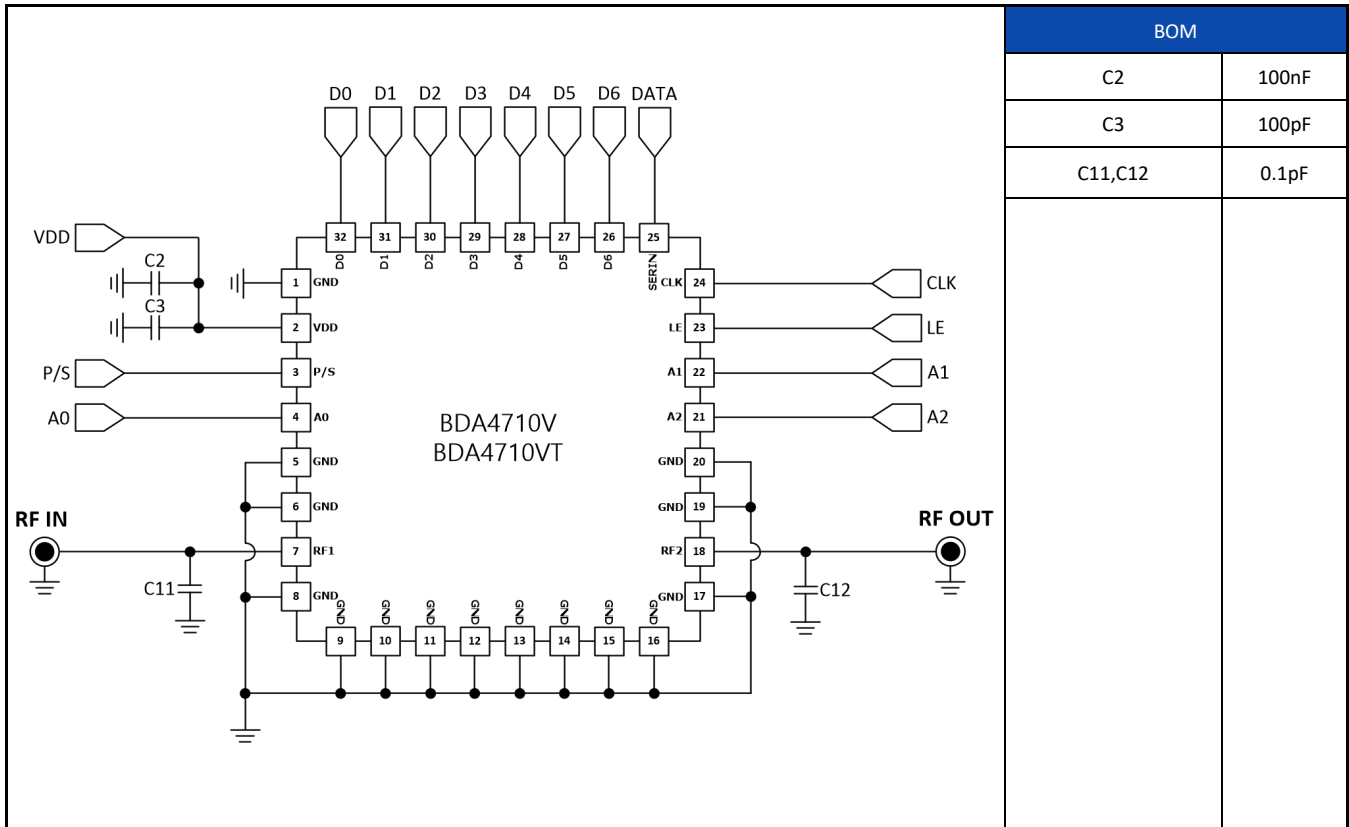 BOM
C2 100nF
C3 100pF
C11,C12 0.1pF
D0 D1 D2 D3 D4 D5 D6 DATA
32 31 30 29 28 27 26 25
D0 D1 D2 D3 D4 D5 D6 SERIN
VDD
C2
C3
P/S
A0
1 GND
2 VDD
3 P/S
4 A0
5 GND
6 GND
7 RF1
8 GND
RF IN
C11
BDA4710V
BDA4710VT
CLK 24 CLK
LE 23 LE
A1 22 A1
A2 21 A2
GND 20
GND 19
RF2 18
GND 17
RF OUT
C12
GND GND GND GND GND GND GND GND
9 10 11 12 13 14 15 16